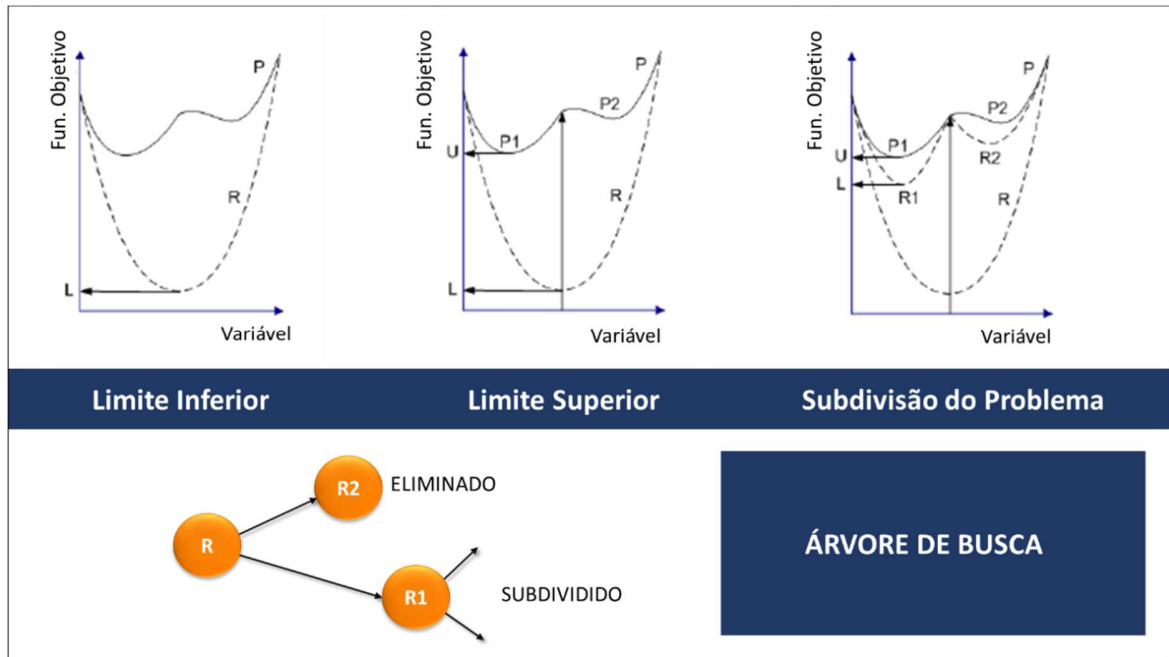 Fun. Objetivo
P
R
L
Variável
Fun. Objetivo
P
P1
P2
U
R
L
Variável
Fun. Objetivo
P
P1
P2
U
R2
L
R1
R
Variável
Limite Inferior
Limite Superior
Subdivisão do Problema
R2
ELIMINADO
R
R1
SUBDIVIDIDO
ÁRVORE DE BUSCA